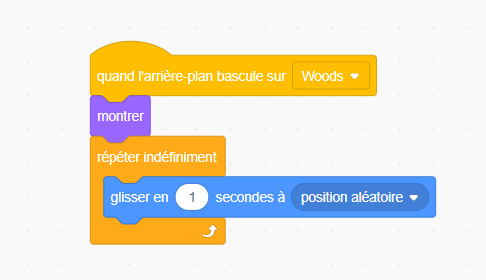 quand l'arrière-plan bascule sur Woods
montrer
répéter indéfiniment
glisser en 1 secondes à position aléatoire